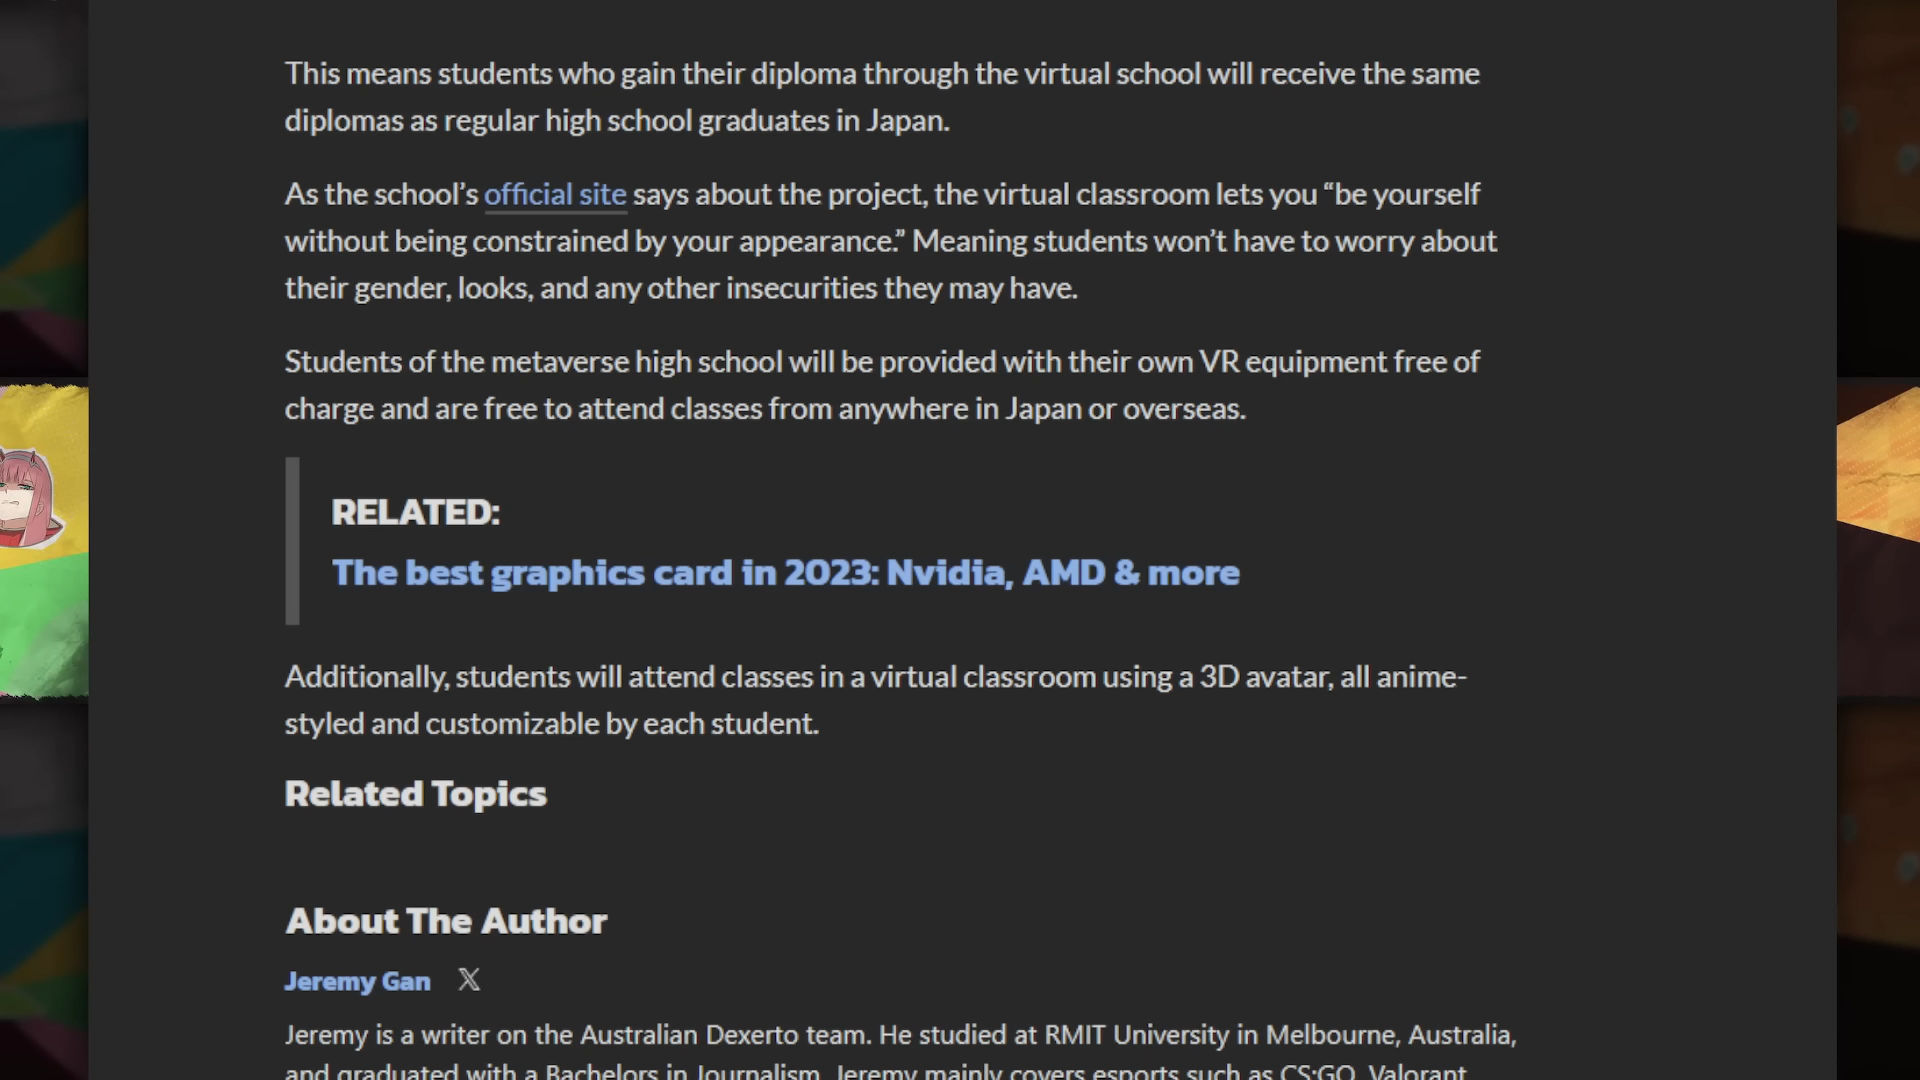 This means students who gain their diploma through the virtual school will receive the same
diplomas as regular high school graduates in Japan.
As the school’s official site says about the project, the virtual classroom lets you “be yourself
without being constrained by your appearance.” Meaning students won’t have to worry about
their gender, looks, and any other insecurities they may have.
Students of the metaverse high school will be provided with their own VR equipment free of
charge and are free to attend classes from anywhere in Japan or overseas.
RELATED:
The best graphics card in 2023: Nvidia, AMD & more
Additionally, students will attend classes in a virtual classroom using a 3D avatar, all anime-
styled and customizable by each student.
Related Topics
About The Author
Jeremy Gan 𝕏
Jeremy is a writer on the Australian Dexerto team. He studied at RMIT University in Melbourne, Australia,
and graduated with a Bachelors in Journalism. Jeremy mainly covers esports such as CS:GO, Valorant